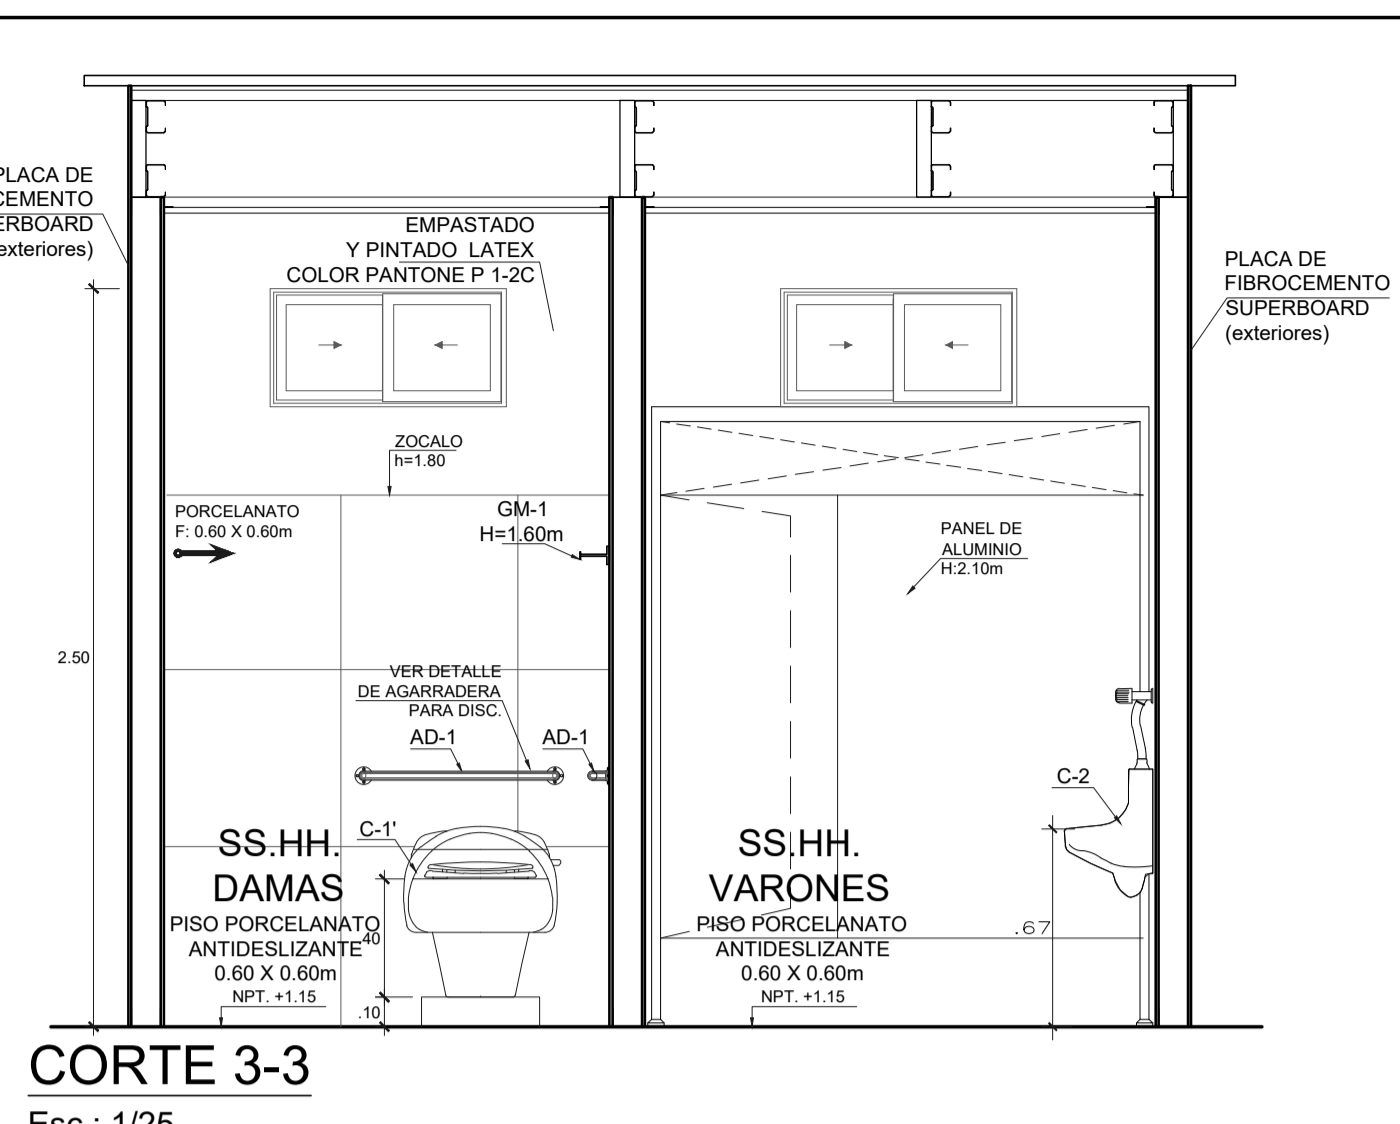 PLACA DE
CEMENTO
ERBOARD
exteriores)
EMPASTADO
Y PINTADO LATEX
COLOR PANTONE P 1-2C
PLACA DE
FIBROCEMENTO
SUPERBOARD
(exteriores)
ZOCALO
h=1.80
PORCELANATO
F: 0.60 X 0.60m
GM-1
H=1.60m
PANEL DE
ALUMINIO
H:2.10m
2.50
VER DETALLE
DE AGARRADERA
PARA DISC.
AD-1
AD-1
C-2
C-1'
SS.HH.
DAMAS
PISO PORCELANATO
ANTIDESLIZANTE
0.60 X 0.60m
NPT. +1.15
.40
.10
SS.HH.
VARONES
PISO PORCELANATO
ANTIDESLIZANTE
0.60 X 0.60m
NPT. +1.15
.67
CORTE 3-3
Esc : 1/25